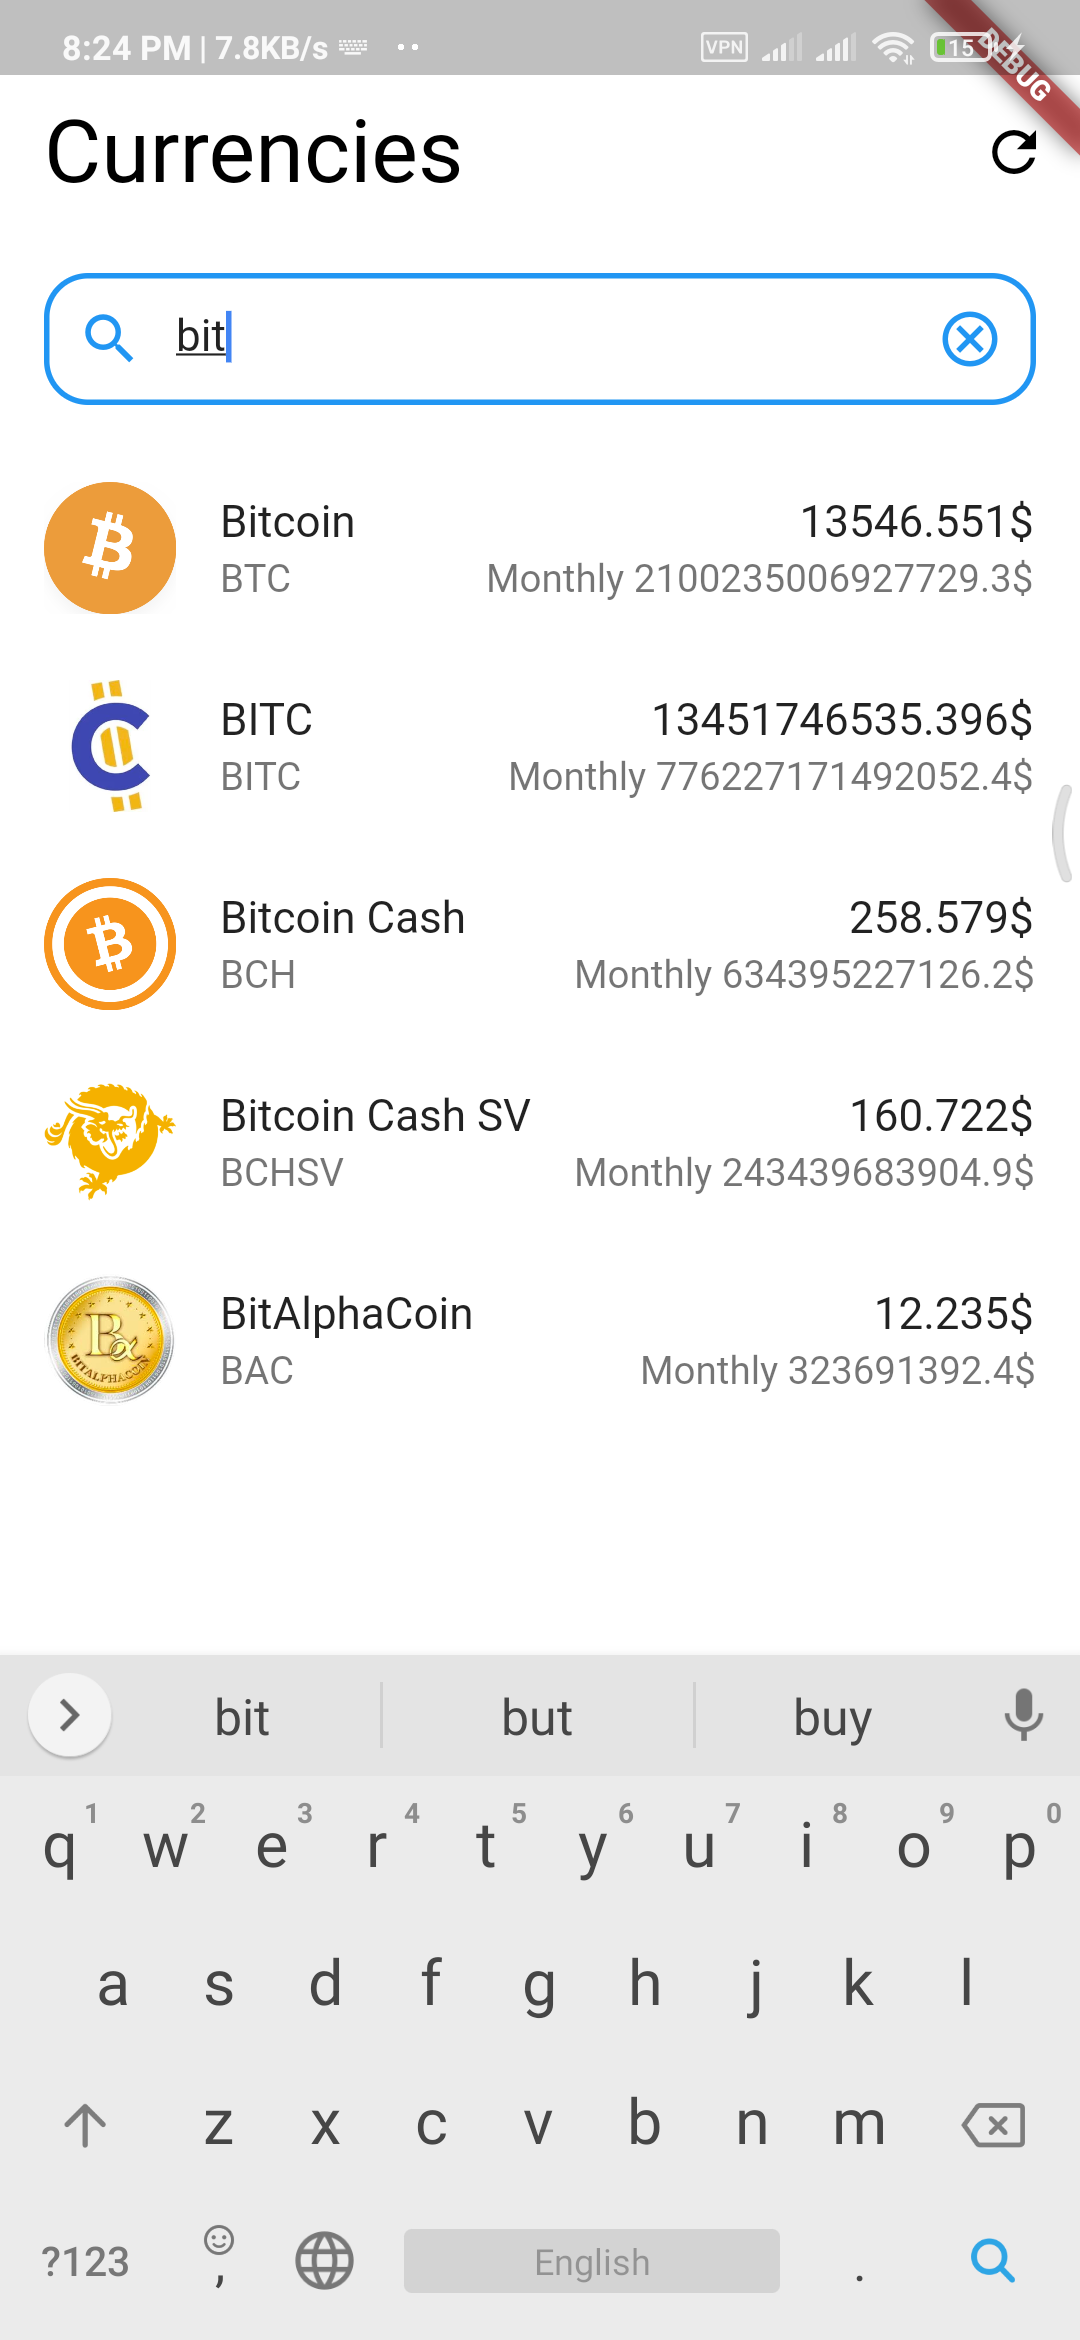 8:24 PM | 7.8KB/s
VPN
15
DEBUG
Currencies
bit
Bitcoin
13546.551$
BTC
Monthly 2100235006927729.3$
BITC
13451746535.396$
BITC
Monthly 776227171492052.4$
Bitcoin Cash
258.579$
BCH
Monthly 634395227126.2$
Bitcoin Cash SV
160.722$
BCHSV
Monthly 243439683904.9$
BITALPHACOIN
BitAlphaCoin
12.235$
BAC
Monthly 323691392.4$
bit but buy
1 2 3 4 5 6 7 8 9 0
q w e r t y u i o p
a s d f g h j k l
z x c v b n m
?123 , English .